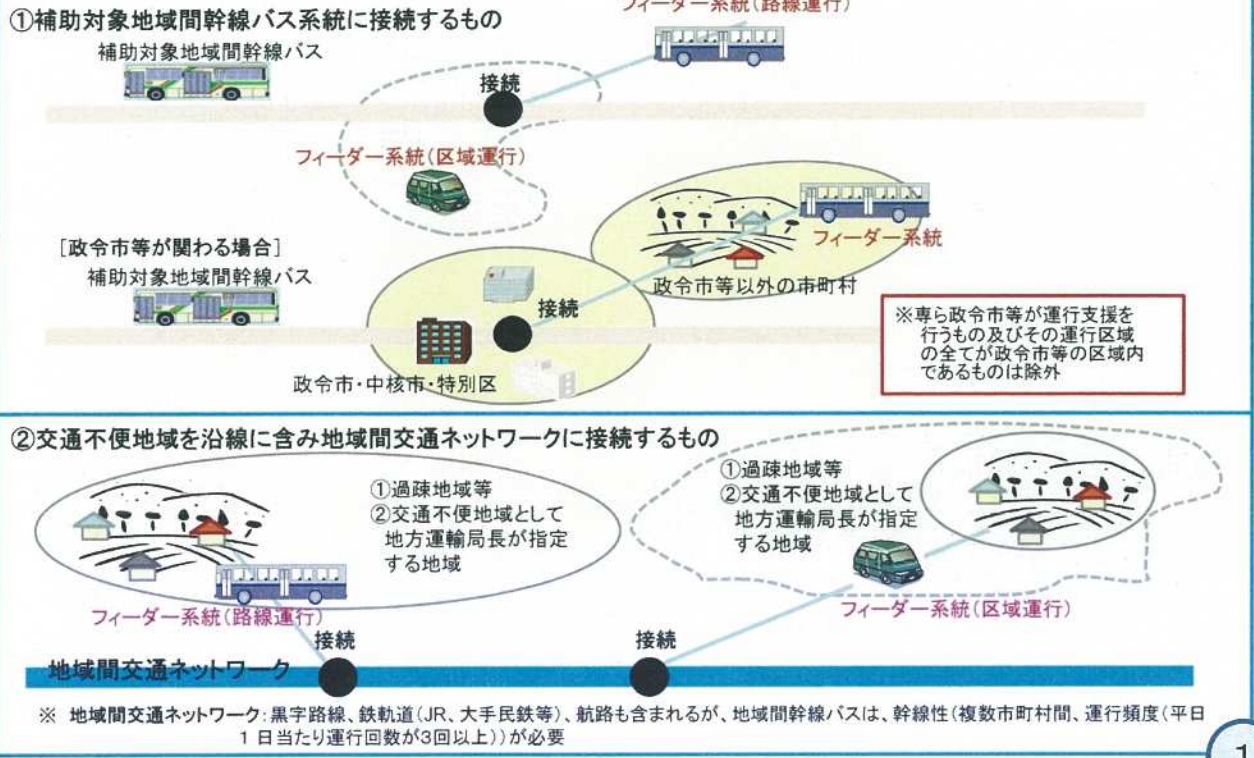 フィーダー系統(路線運行)
①補助対象地域間幹線バス系統に接続するもの
補助対象地域間幹線バス
接続
フィーダー系統(区域運行)
フィーダー系統
[政令市等が関わる場合]
補助対象地域間幹線バス
政令市等以外の市町村
接続
政令市・中核市・特別区
※専ら政令市等が運行支援を
行うもの及びその運行区域
の全てが政令市等の区域内
であるものは除外
②交通不便地域を沿線に含み地域間交通ネットワークに接続するもの
①過疎地域等
②交通不便地域として
地方運輸局長が指定
する地域
フィーダー系統(路線運行)
接続
①過疎地域等
②交通不便地域として
地方運輸局長が指定
する地域
フィーダー系統(区域運行)
接続
地域間交通ネットワーク
※ 地域間交通ネットワーク:黒字路線、鉄軌道(JR、大手民鉄等)、航路も含まれるが、地域間幹線バスは、幹線性(複数市町村間、運行頻度(平日
1日当たり運行回数が3回以上))が必要